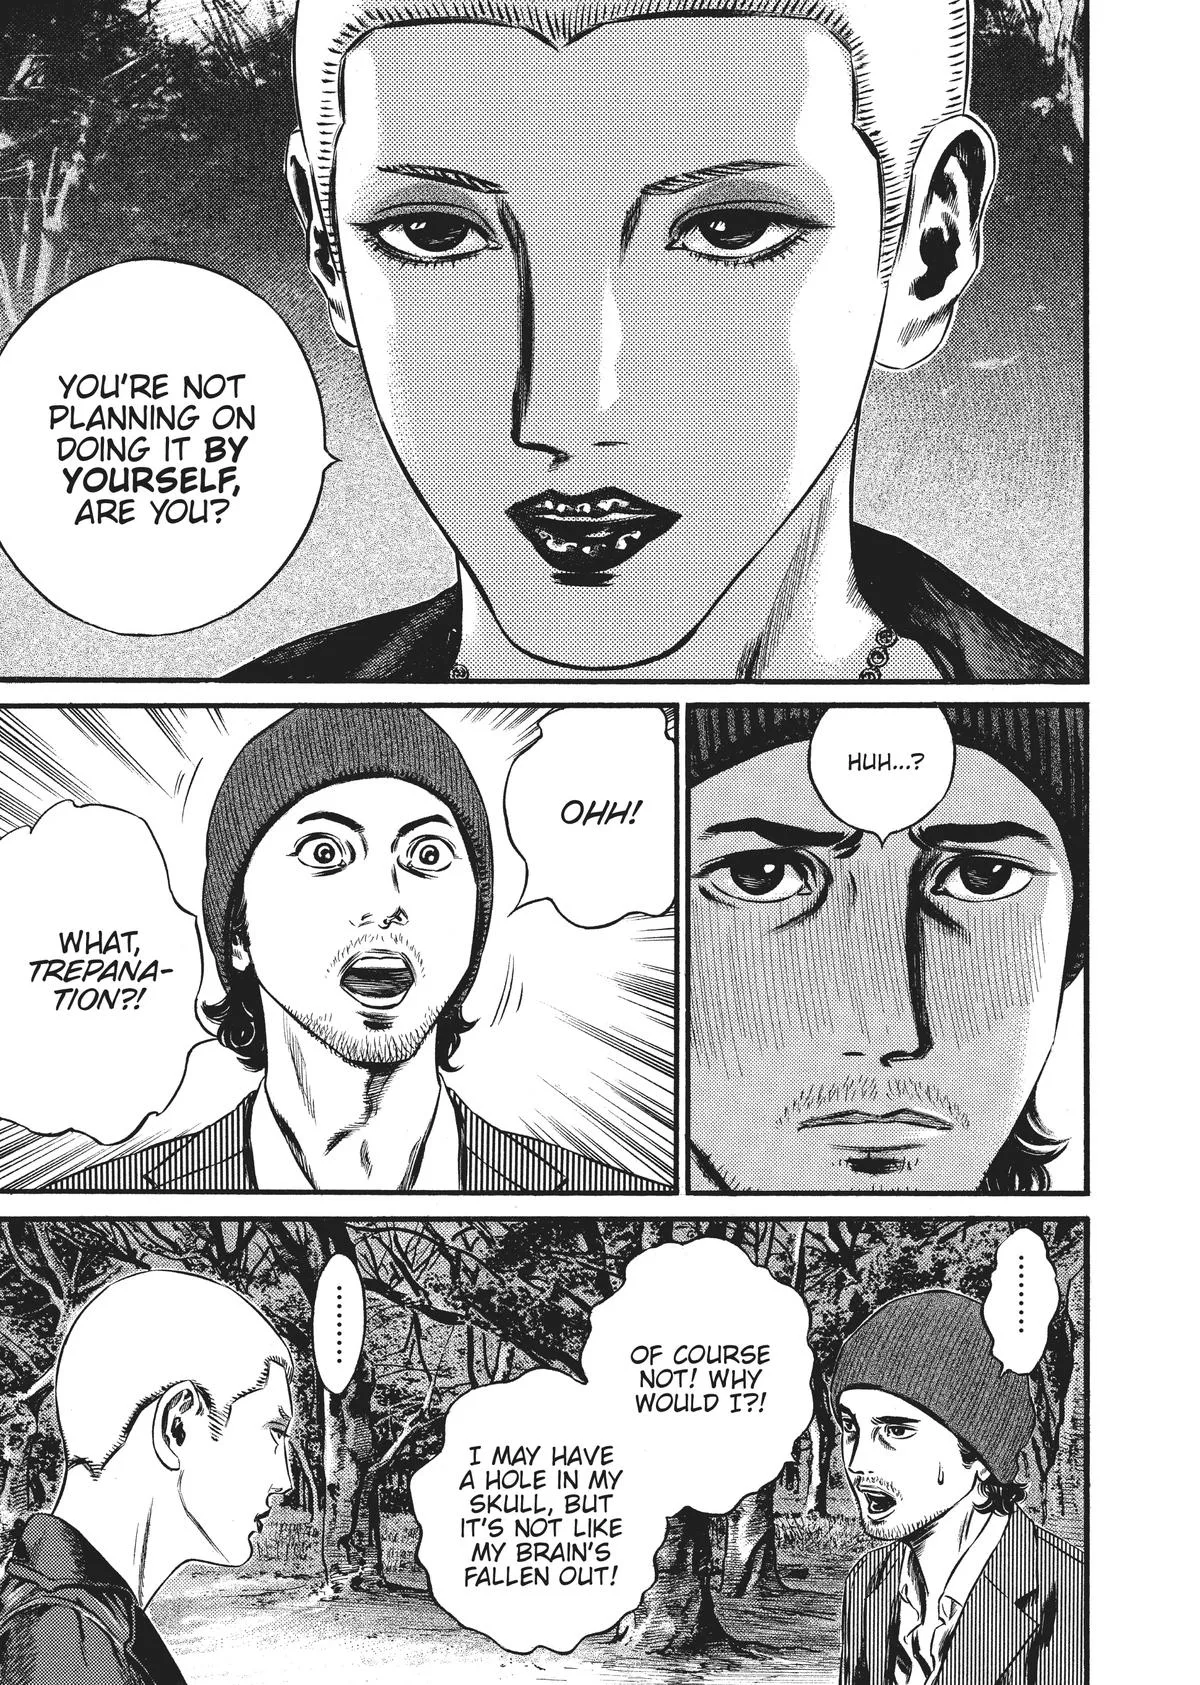 YOU'RE NOT
PLANNING ON
DOING IT BY
YOURSELF,
ARE YOU?
HUH...?
OHH!
WHAT,
TREPANA-
TION?!
.........
OF COURSE
NOT! WHY
WOULD I?!
I MAY HAVE
A HOLE IN MY
SKULL, BUT
IT'S NOT LIKE
MY BRAIN'S
FALLEN OUT!
.........